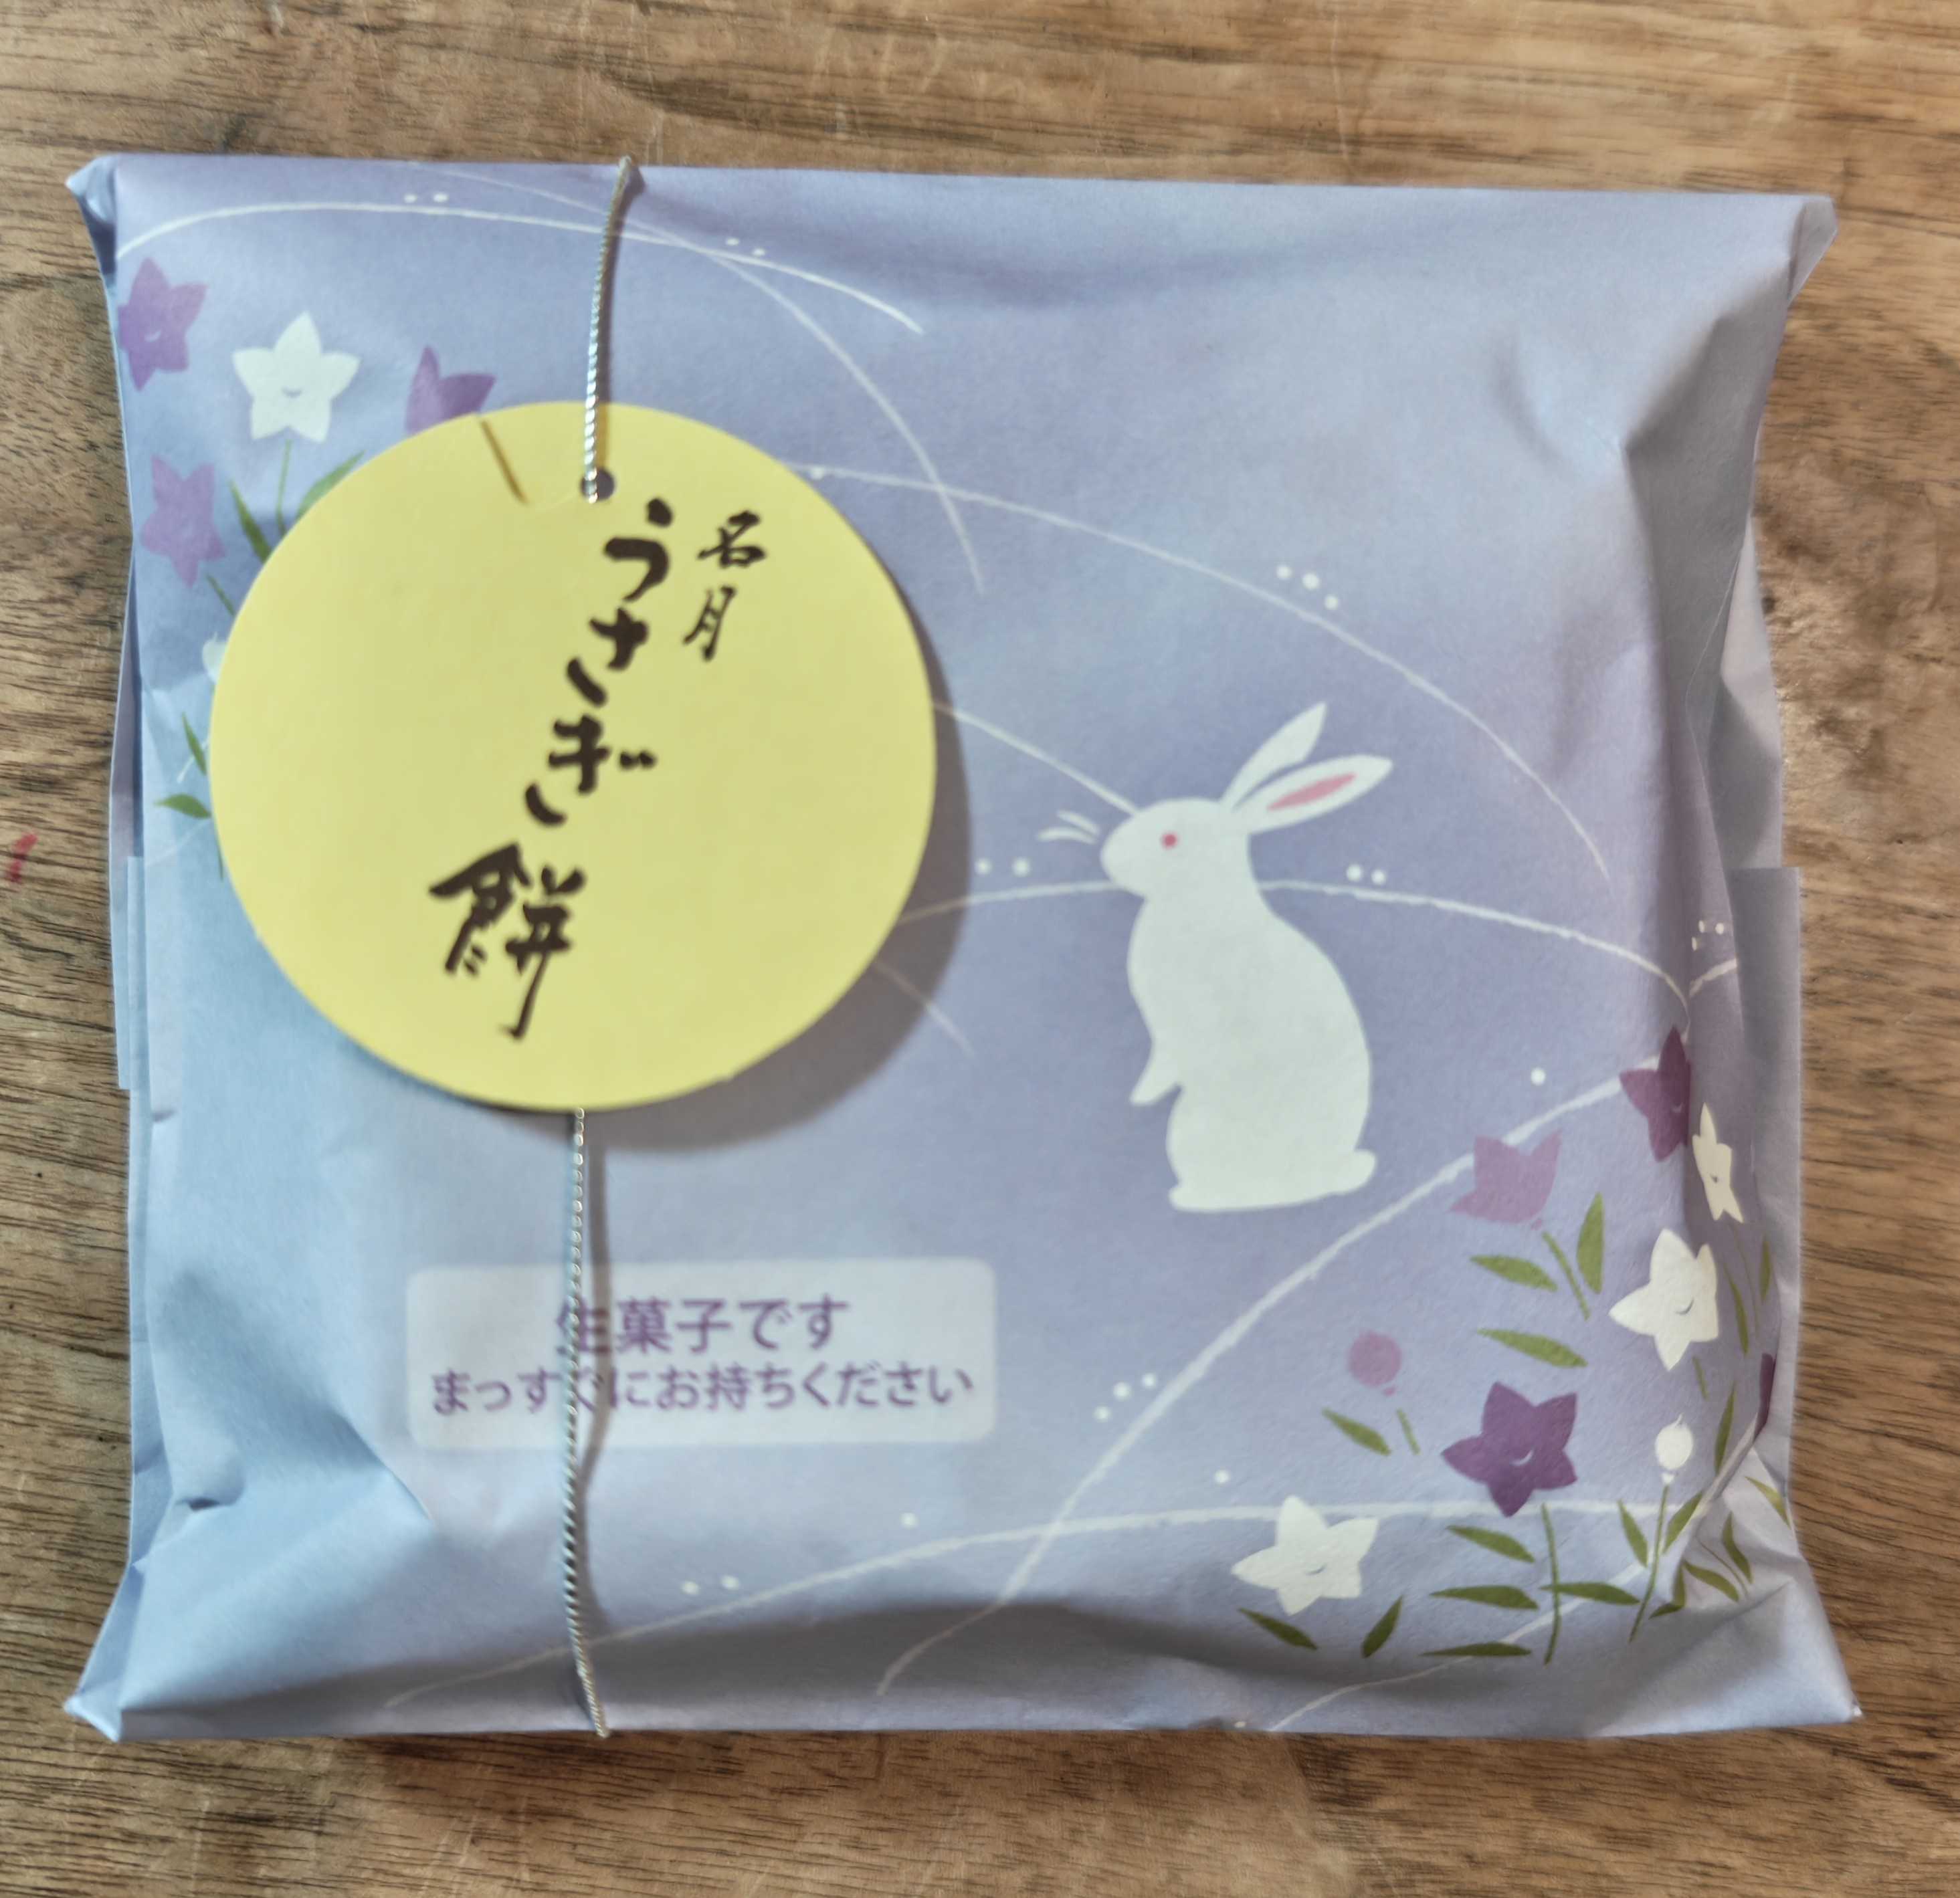 名月
うさぎ餅
生菓子です
まっすぐにお持ちください